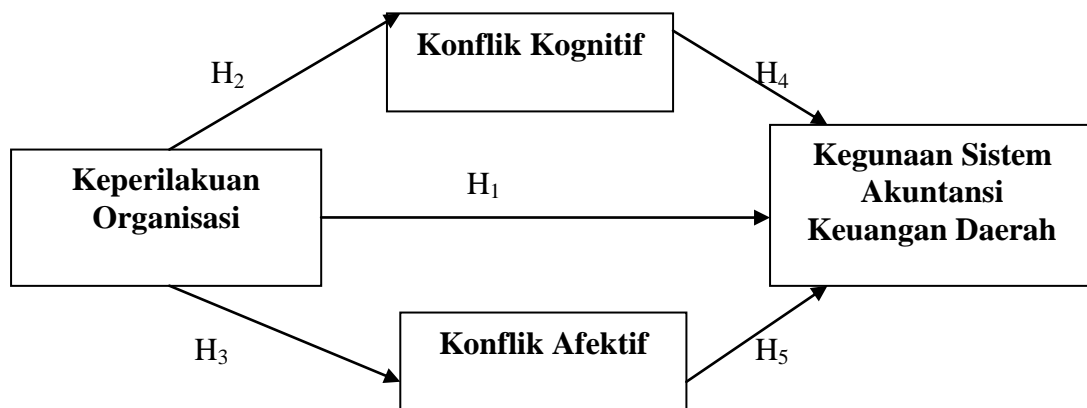 Konflik Kognitif
H₂
H₄
Keperilakuan
Organisasi
H₁
Kegunaan Sistem
Akuntansi
Keuangan Daerah
H₃
Konflik Afektif
H₅